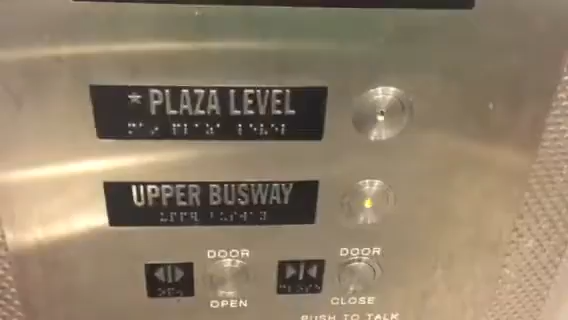 * PLAZA LEVEL
UPPER BUSWAY
DOOR
OPEN
DOOR
CLOSE
PUSH TO TALK